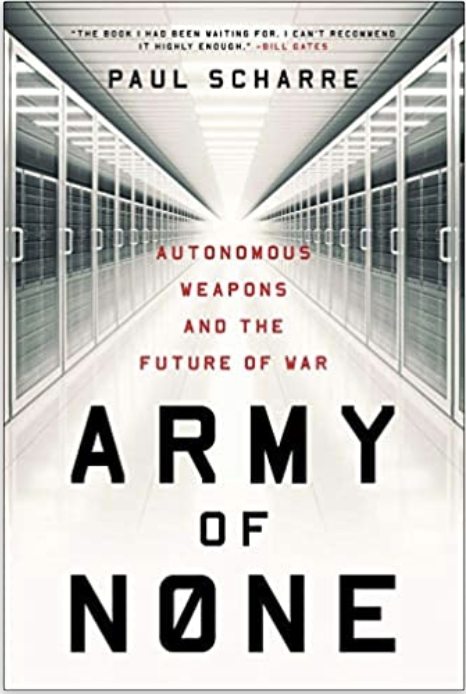 "THE BOOK I HAD BEEN WAITING FOR. I CAN'T RECOMMEND
IT HIGHLY ENOUGH." –BILL GATES
PAUL SCHARRE
AUTONOMOUS
WEAPONS
AND THE
FUTURE OF WAR
ARMY
OF
NØNE